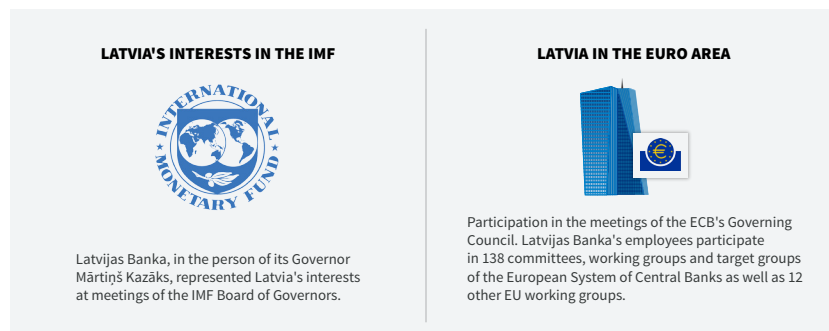 LATVIA'S INTERESTS IN THE IMF
INTERNATIONAL
MONETARY FUND
Latvijas Banka, in the person of its Governor
Mārtiņš Kazāks, represented Latvia's interests
at meetings of the IMF Board of Governors.
LATVIA IN THE EURO AREA
€
Participation in the meetings of the ECB's Governing
Council. Latvijas Banka's employees participate
in 138 committees, working groups and target groups
of the European System of Central Banks as well as 12
other EU working groups.